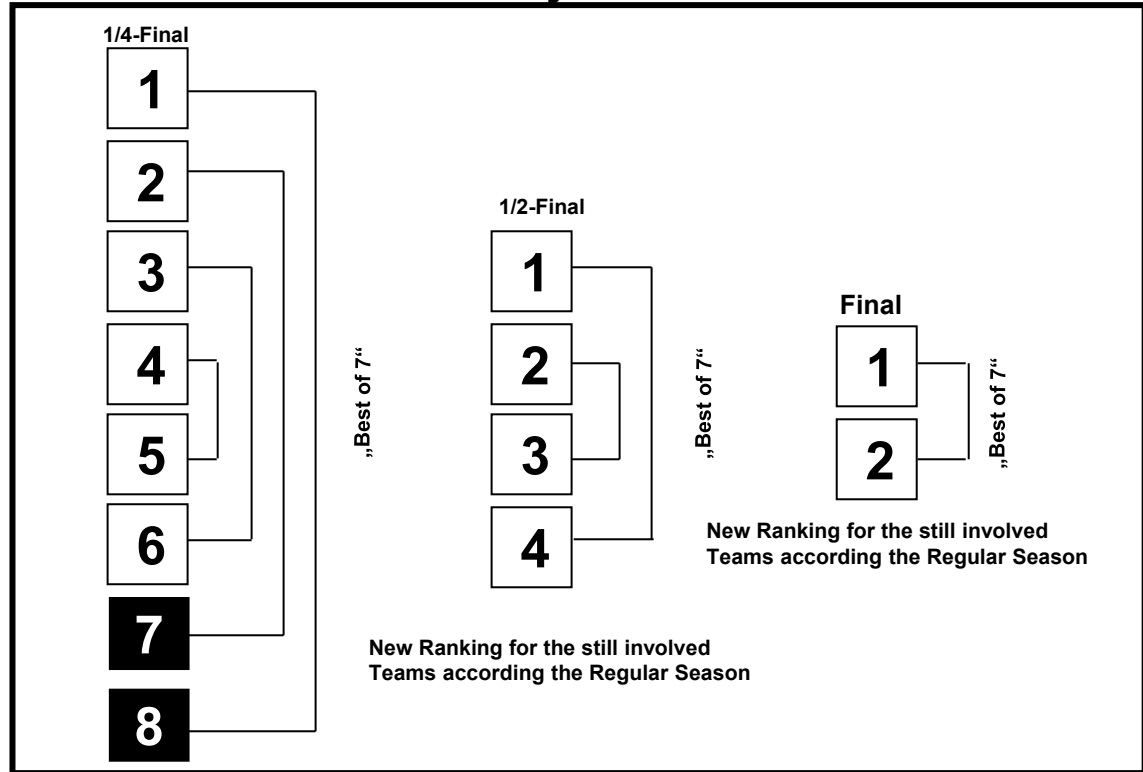 1/4-Final
1
2
3
4
5
6
7
8
„Best of 7“
1/2-Final
1
2
3
4
„Best of 7“
New Ranking for the still involved
Teams according the Regular Season
Final
1
2
„Best of 7“
New Ranking for the still involved
Teams according the Regular Season